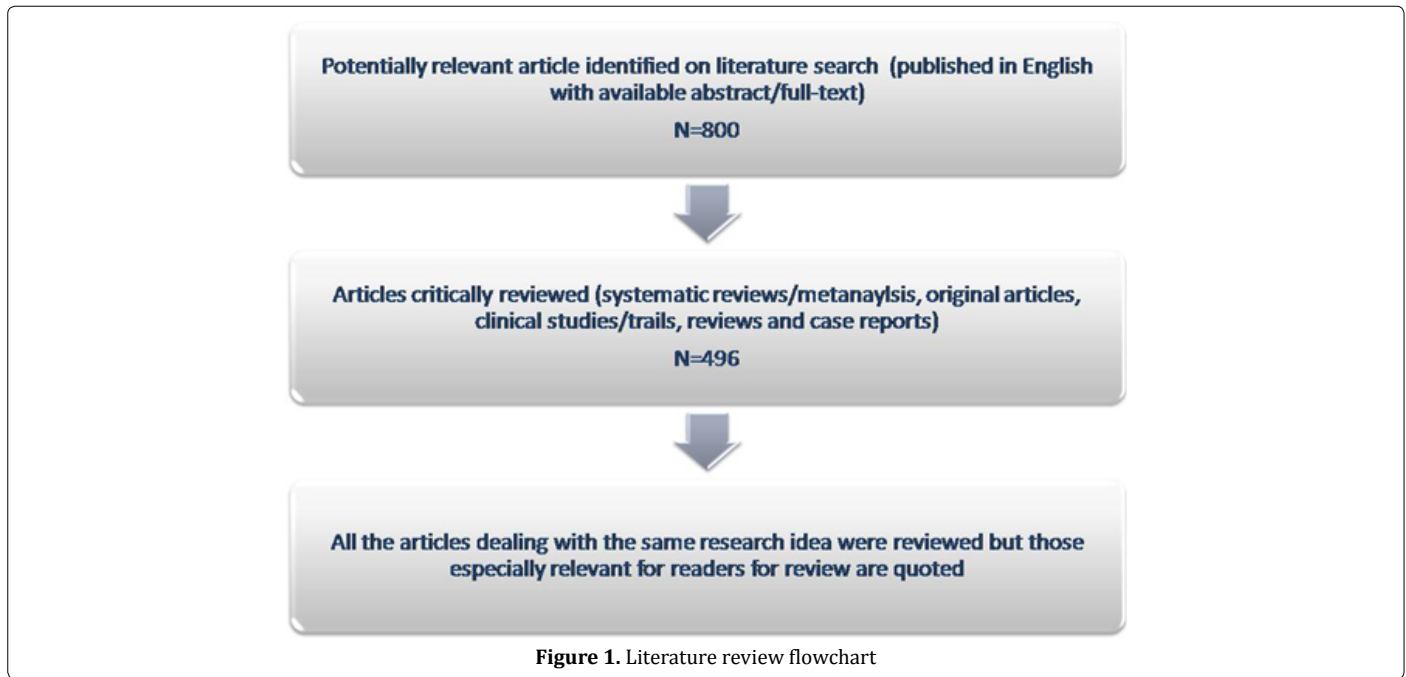 Potentially relevant article identified on literature search (published in English
with available abstract/full-text)
N=800
Articles critically reviewed (systematic reviews/metanaylsis, original articles,
clinical studies/trails, reviews and case reports)
N=496
All the articles dealing with the same research idea were reviewed but those
especially relevant for readers for review are quoted
Figure 1. Literature review flowchart